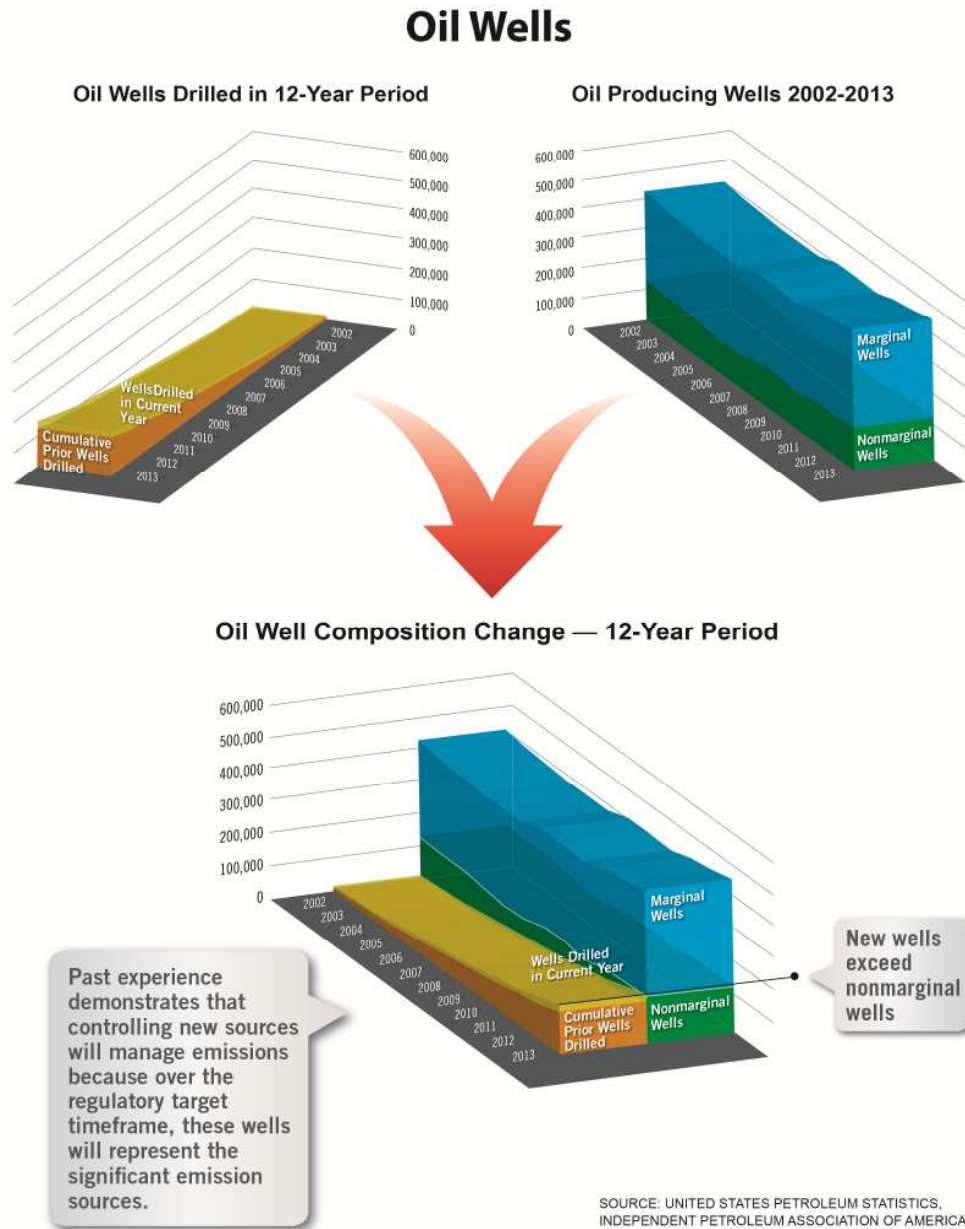 Oil Wells
Oil Wells Drilled in 12-Year Period
600,000
500,000
400,000
300,000
200,000
100,000
0
2002
2003
2004
2005
2006
2007
2008
2009
2010
2011
2012
2013
WellsDrilled
in Current
Year
Cumulative
Prior Wells
Drilled
Oil Producing Wells 2002-2013
600,000
500,000
400,000
300,000
200,000
100,000
0
2002
2003
2004
2005
2006
2007
2008
2009
2010
2011
2012
2013
Marginal
Wells
Nonmarginal
Wells
Oil Well Composition Change — 12-Year Period
600,000
500,000
400,000
300,000
200,000
100,000
0
2002
2003
2004
2005
2006
2007
2008
2009
2010
2011
2012
2013
Marginal
Wells
Wells Drilled
in Current Year
Cumulative
Prior Wells
Drilled
Nonmarginal
Wells
New wells
exceed
nonmarginal
wells
Past experience
demonstrates that
controlling new sources
will manage emissions
because over the
regulatory target
timeframe, these wells
will represent the
significant emission
sources.
SOURCE: UNITED STATES PETROLEUM STATISTICS,
INDEPENDENT PETROLEUM ASSOCIATION OF AMERICA